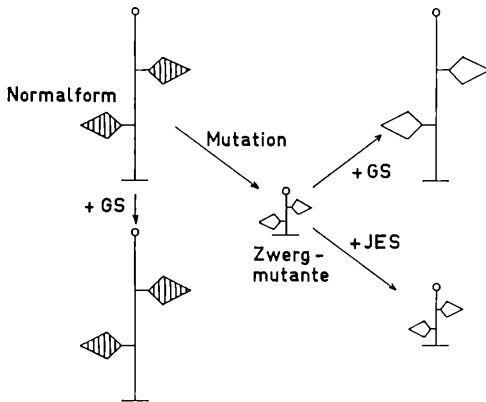 Normalform
Mutation
+ GS
+ GS
+JES
Zwerg-
mutante